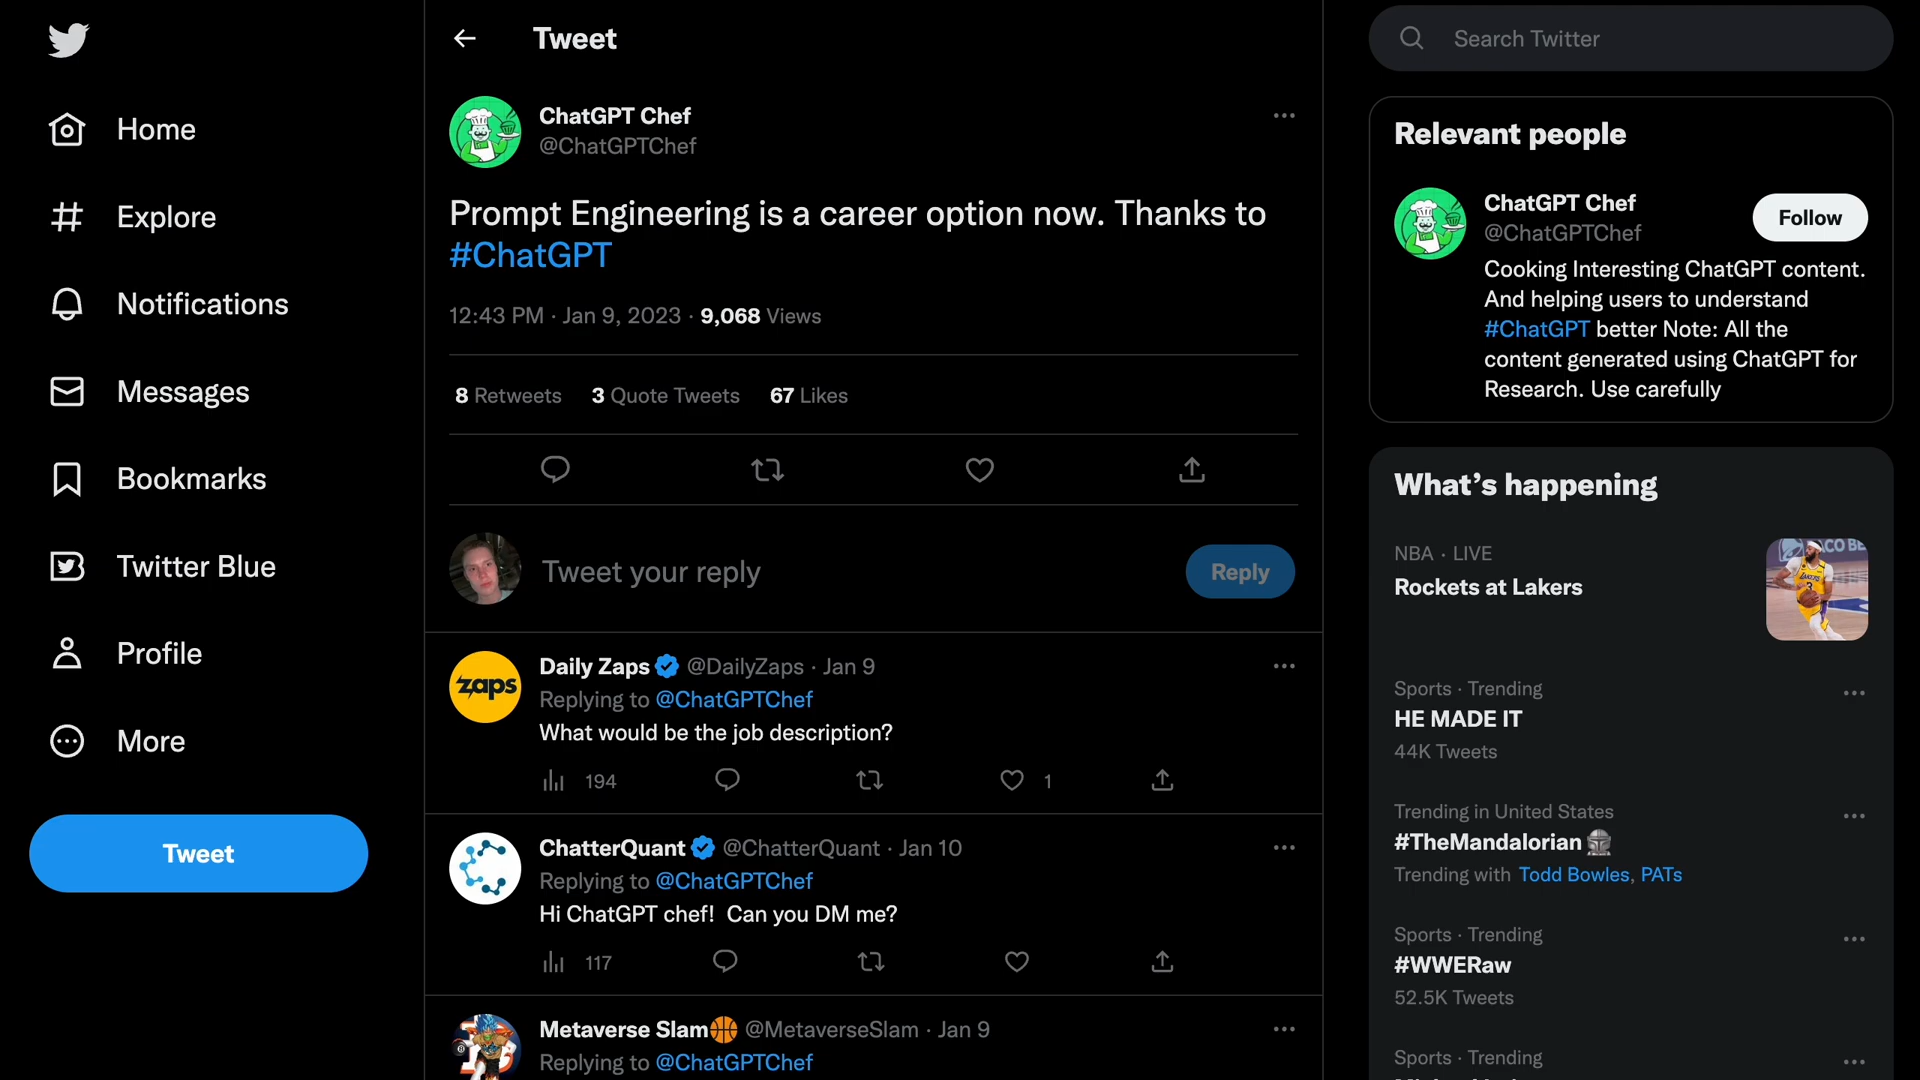 Home
Explore
Notifications
Messages
Bookmarks
Twitter Blue
Profile
More
Tweet
Tweet
ChatGPT Chef
@ChatGPTChef
Prompt Engineering is a career option now. Thanks to
#ChatGPT
12:43 PM · Jan 9, 2023 · 9,068 Views
8 Retweets 3 Quote Tweets 67 Likes
Tweet your reply
Reply
Daily Zaps @DailyZaps · Jan 9
Replying to @ChatGPTChef
What would be the job description?
194 1
zaps
ChatterQuant @ChatterQuant · Jan 10
Replying to @ChatGPTChef
Hi ChatGPT chef!  Can you DM me?
117
Metaverse Slam🏀 @MetaverseSlam · Jan 9
Replying to @ChatGPTChef
Search Twitter
Relevant people
ChatGPT Chef
@ChatGPTChef
Follow
Cooking Interesting ChatGPT content.
And helping users to understand
#ChatGPT better Note: All the
content generated using ChatGPT for
Research. Use carefully
What's happening
NBA · LIVE
Rockets at Lakers
Sports · Trending
HE MADE IT
44K Tweets
Trending in United States
#TheMandalorian
Trending with Todd Bowles, PATs
Sports · Trending
#WWERaw
52.5K Tweets
Sports · Trending